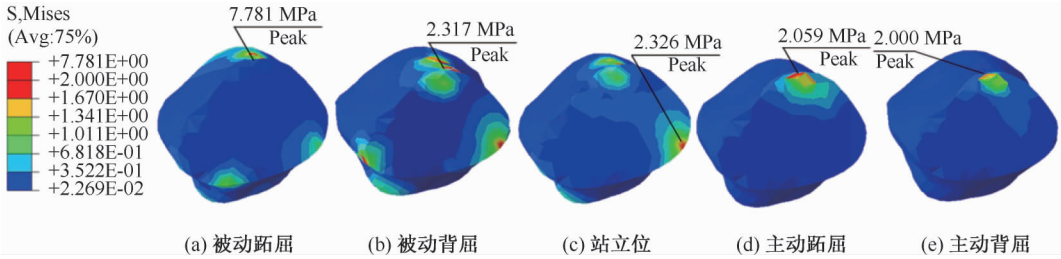 S,Mises
(Avg:75%)
+7.781E+00
+2.000E+00
+1.670E+00
+1.341E+00
+1.011E+00
+6.818E-01
+3.522E-01
+2.269E-02
7.781 MPa
Peak
2.317 MPa
Peak
2.326 MPa
Peak
2.059 MPa
Peak
2.000 MPa
Peak
(a) 被动跖屈
(b) 被动背屈
(c) 站立位
(d) 主动跖屈
(e) 主动背屈